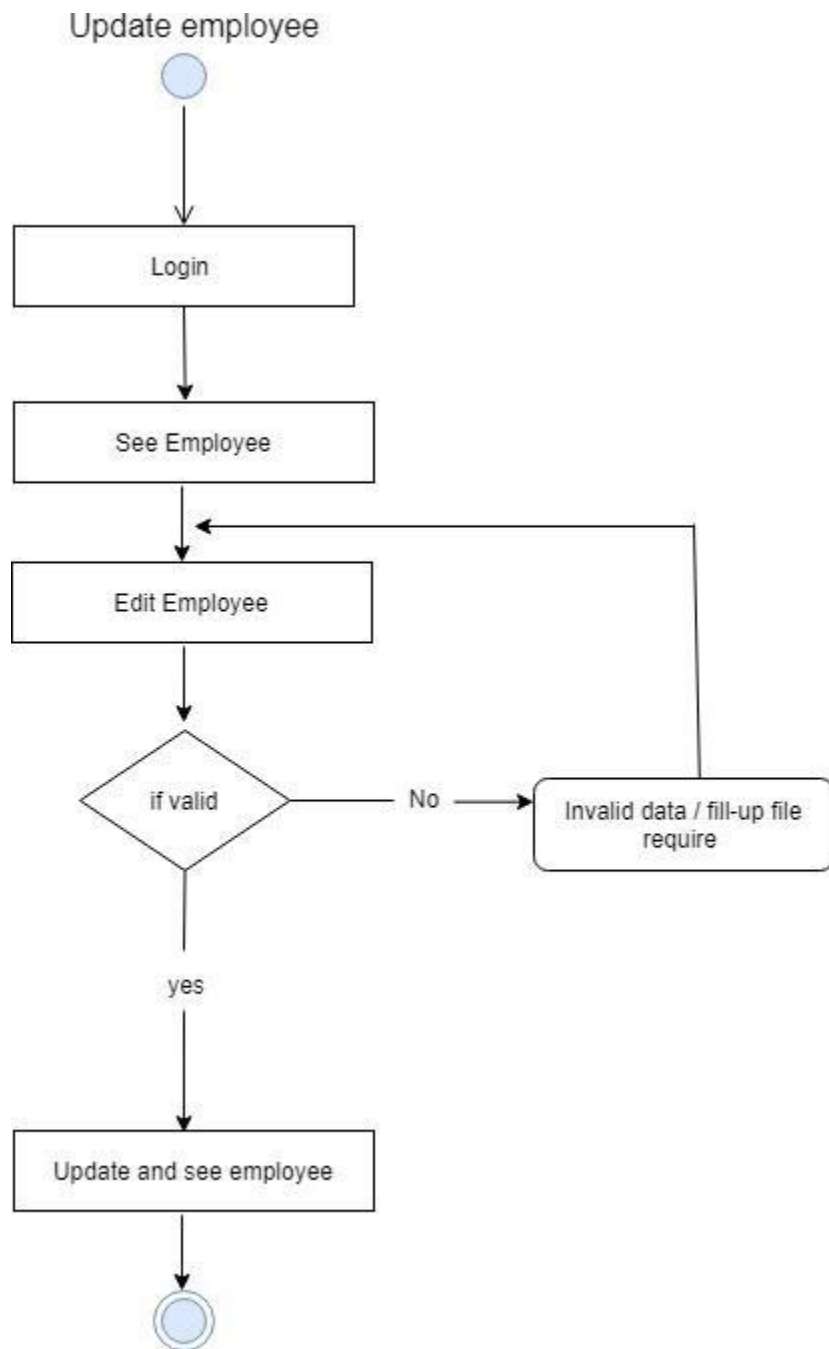 Update employee
Login
See Employee
Edit Employee
if valid
No
Invalid data / fill-up file
require
yes
Update and see employee